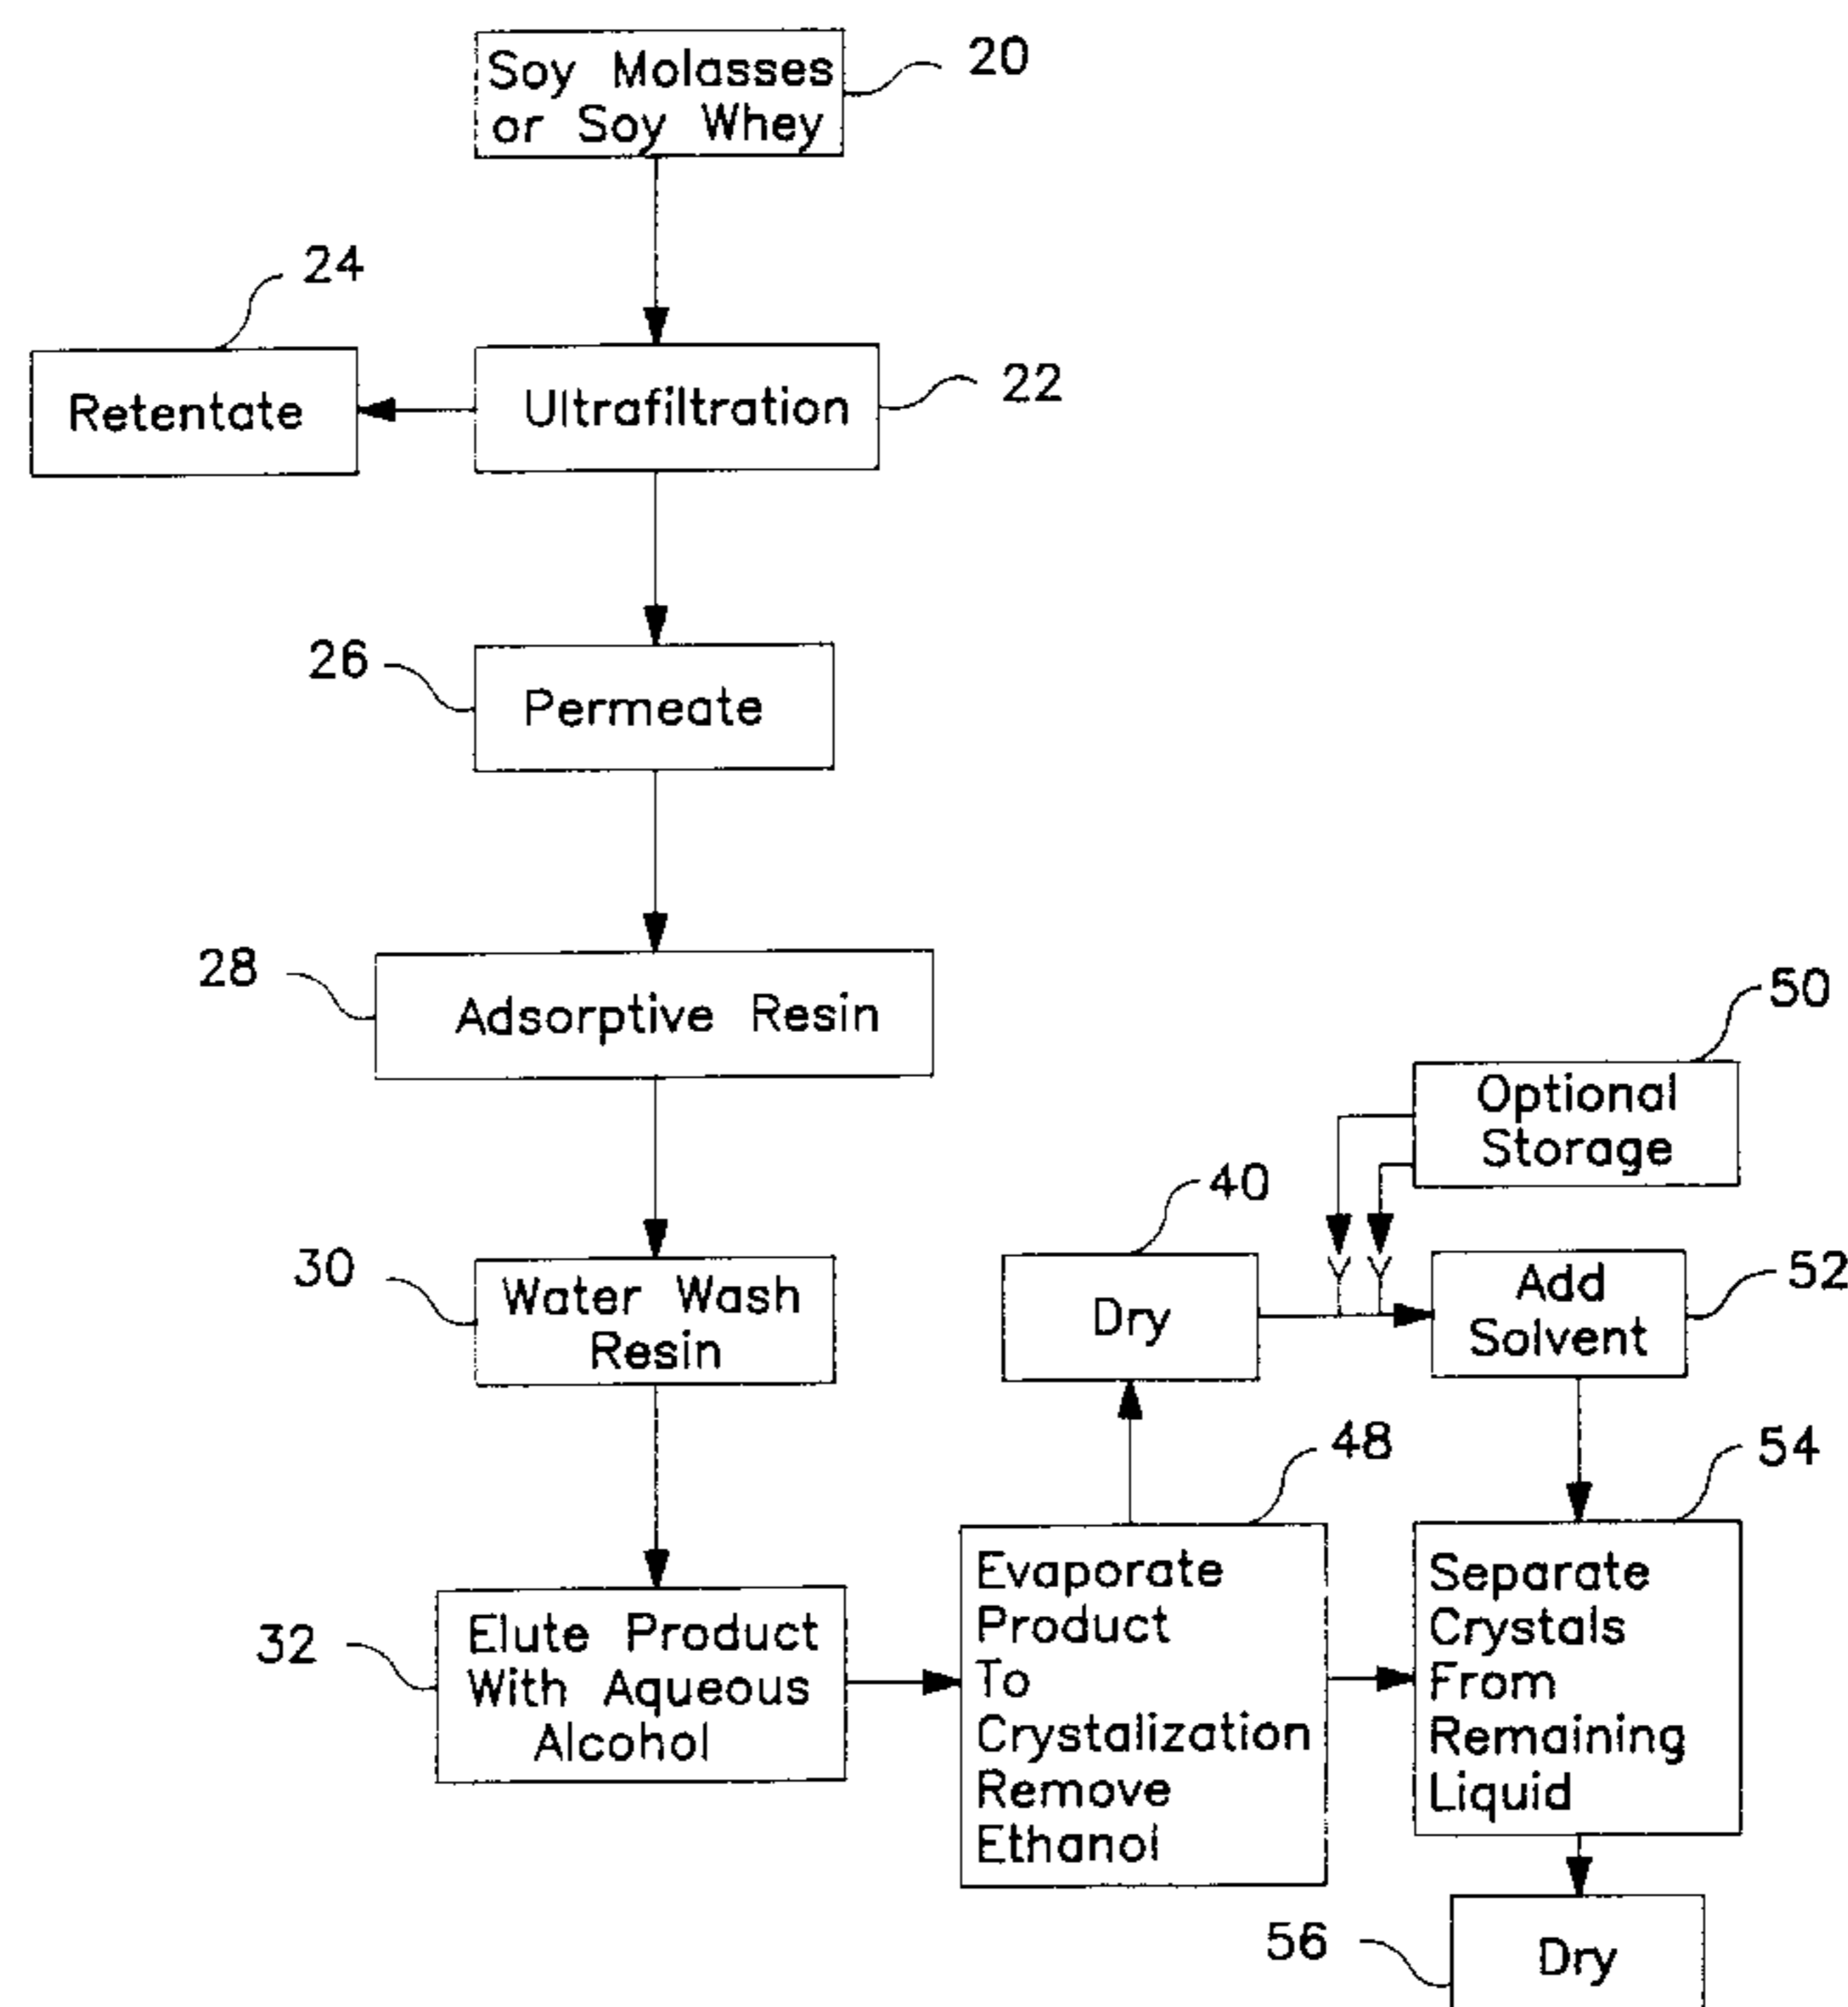 Soy Molasses
or Soy Whey
20
24
Retentate
Ultrafiltration
22
26
Permeate
28
Adsorptive Resin
50
Optional
Storage
30
Water Wash
Resin
40
Dry
Add
Solvent
52
32
Elute Product
With Aqueous
Alcohol
48
Evaporate
Product
To
Crystalization
Remove
Ethanol
54
Separate
Crystals
From
Remaining
Liquid
56
Dry